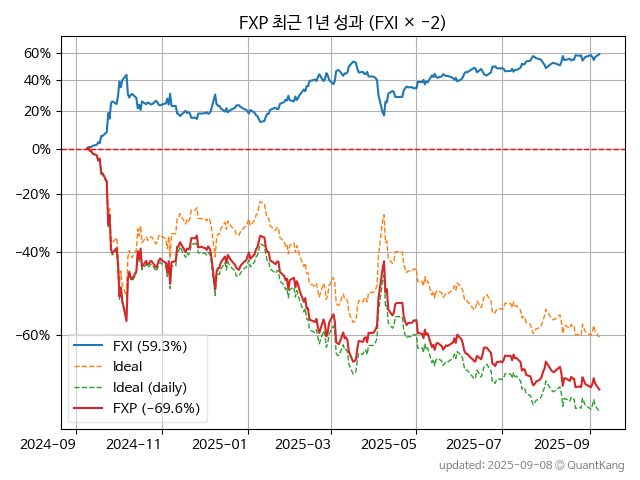 FXP 최근 1년 성과 (FXI × −2)
60%
40%
20%
0%
−20%
−40%
−60%
FXI (59.3%)
Ideal
Ideal (daily)
FXP (−69.6%)
2024−09 2024−11 2025−01 2025−03 2025−05 2025−07 2025−09
updated: 2025−09−08 © QuantKang